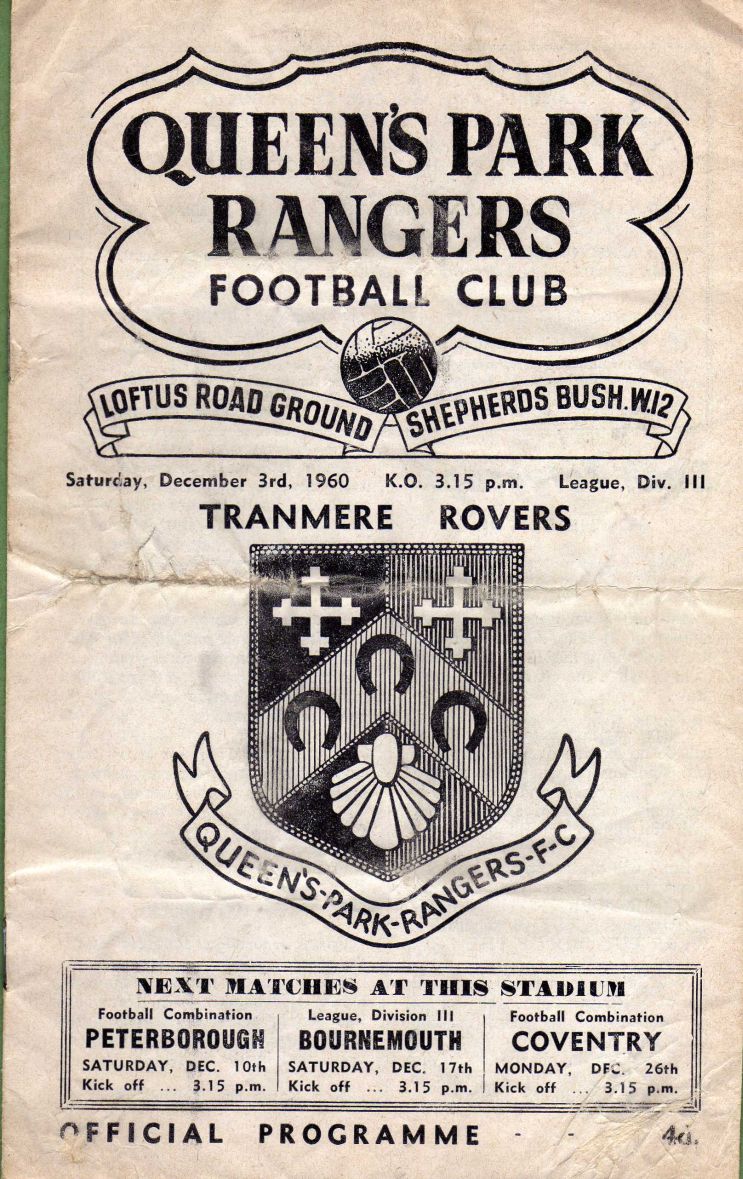 QUEEN'S PARK
RANGERS
FOOTBALL CLUB
LOFTUS ROAD GROUND SHEPHERDS BUSH. W.12
Saturday, December 3rd, 1960 K.O. 3.15 p.m. League, Div. III
TRANMERE ROVERS
QUEEN'S-PARK-RANGERS-F-C
NEXT MATCHES AT THIS STADIUM
Football Combination League, Division III Football Combination
PETERBOROUGH BOURNEMOUTH COVENTRY
SATURDAY, DEC. 10th SATURDAY, DEC. 17th MONDAY, DEC. 26th
Kick off ... 3.15 p.m. Kick off ... 3.15 p.m. Kick off ... 3.15 p.m.
OFFICIAL PROGRAMME - - 4d.